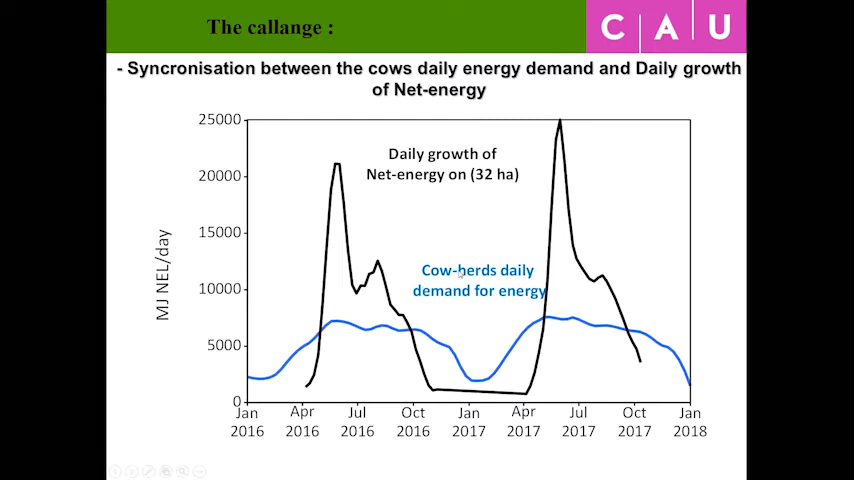 The callange :
CAU
- Syncronisation between the cows daily energy demand and Daily growth
of Net-energy
25000
20000
15000
10000
5000
0
MJ NEL/day
Daily growth of
Net-energy on (32 ha)
Cow-herds daily
demand for energy
Jan Apr Jul Oct Jan Apr Jul Oct Jan
2016 2016 2016 2016 2017 2017 2017 2017 2018